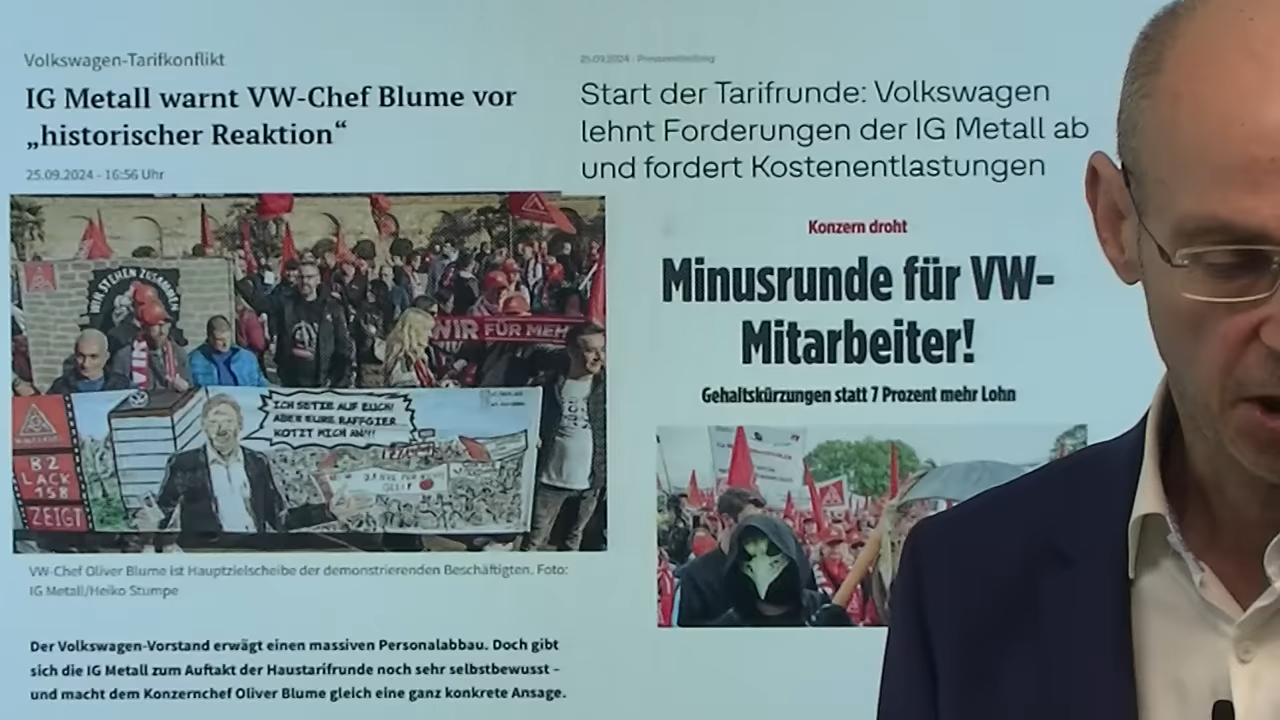 Volkswagen-Tarifkonflikt
IG Metall warnt VW-Chef Blume vor
„historischer Reaktion“
25.09.2024 - 16:56 Uhr
WIR STEHEN ZUSAMMEN
WIR FÜR MEH
ICH SETZE AUF EUCH!
ABER EURE RAFFGIER
KOTZT MICH AN!!!
B2
LACK
158
ZEIGT
VW-Chef Oliver Blume ist Hauptzielscheibe der demonstrierenden Beschäftigten. Foto:
IG Metall/Heiko Stumpe
Der Volkswagen-Vorstand erwägt einen massiven Personalabbau. Doch gibt
sich die IG Metall zum Auftakt der Haustarifrunde noch sehr selbstbewusst –
und macht dem Konzernchef Oliver Blume gleich eine ganz konkrete Ansage.
25.09.2024 - Pressemitteilung
Start der Tarifrunde: Volkswagen
lehnt Forderungen der IG Metall ab
und fordert Kostenentlastungen
Konzern droht
Minusrunde für VW-
Mitarbeiter!
Gehaltskürzungen statt 7 Prozent mehr Lohn